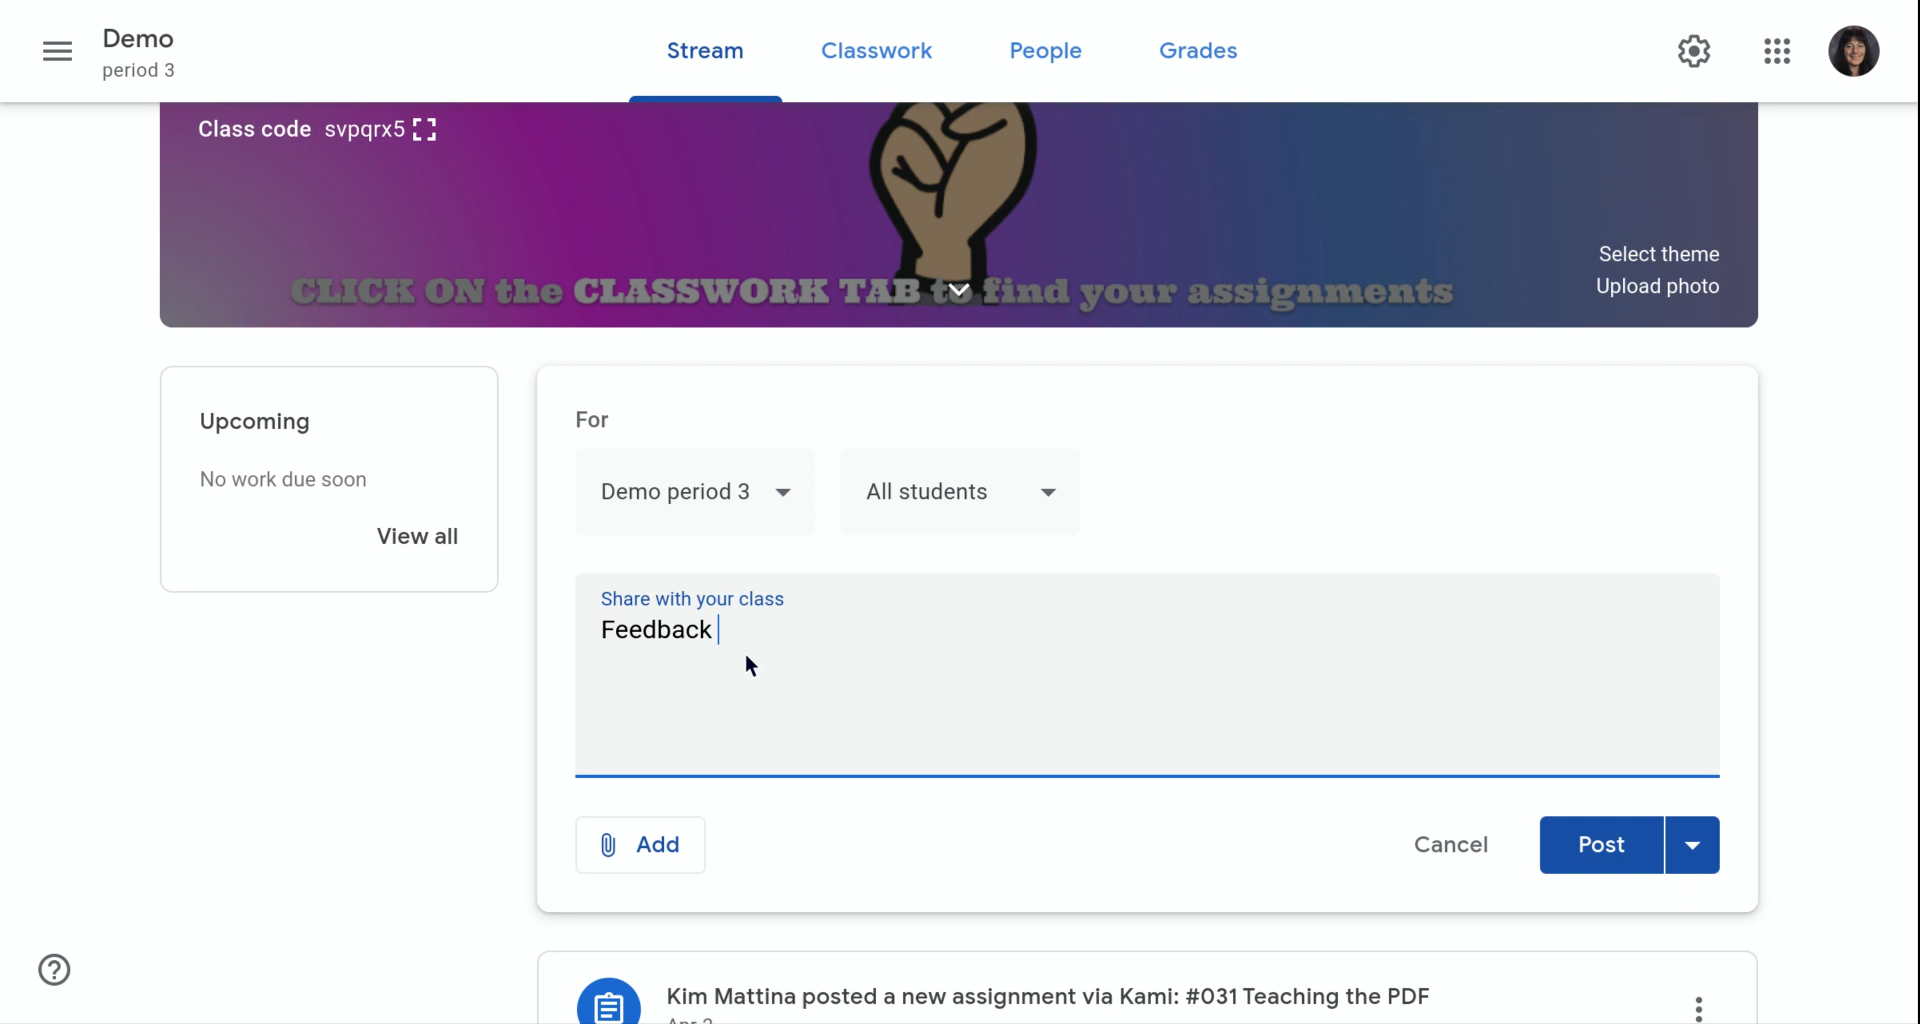 Demo
period 3
Stream
Classwork
People
Grades
Class code svpqrx5
Select theme
Upload photo
CLICK ON the CLASSWORK TAB to find your assignments
Upcoming
No work due soon
View all
For
Demo period 3
All students
Share with your class
Feedback
Add
Cancel
Post
Kim Mattina posted a new assignment via Kami: #031 Teaching the PDF